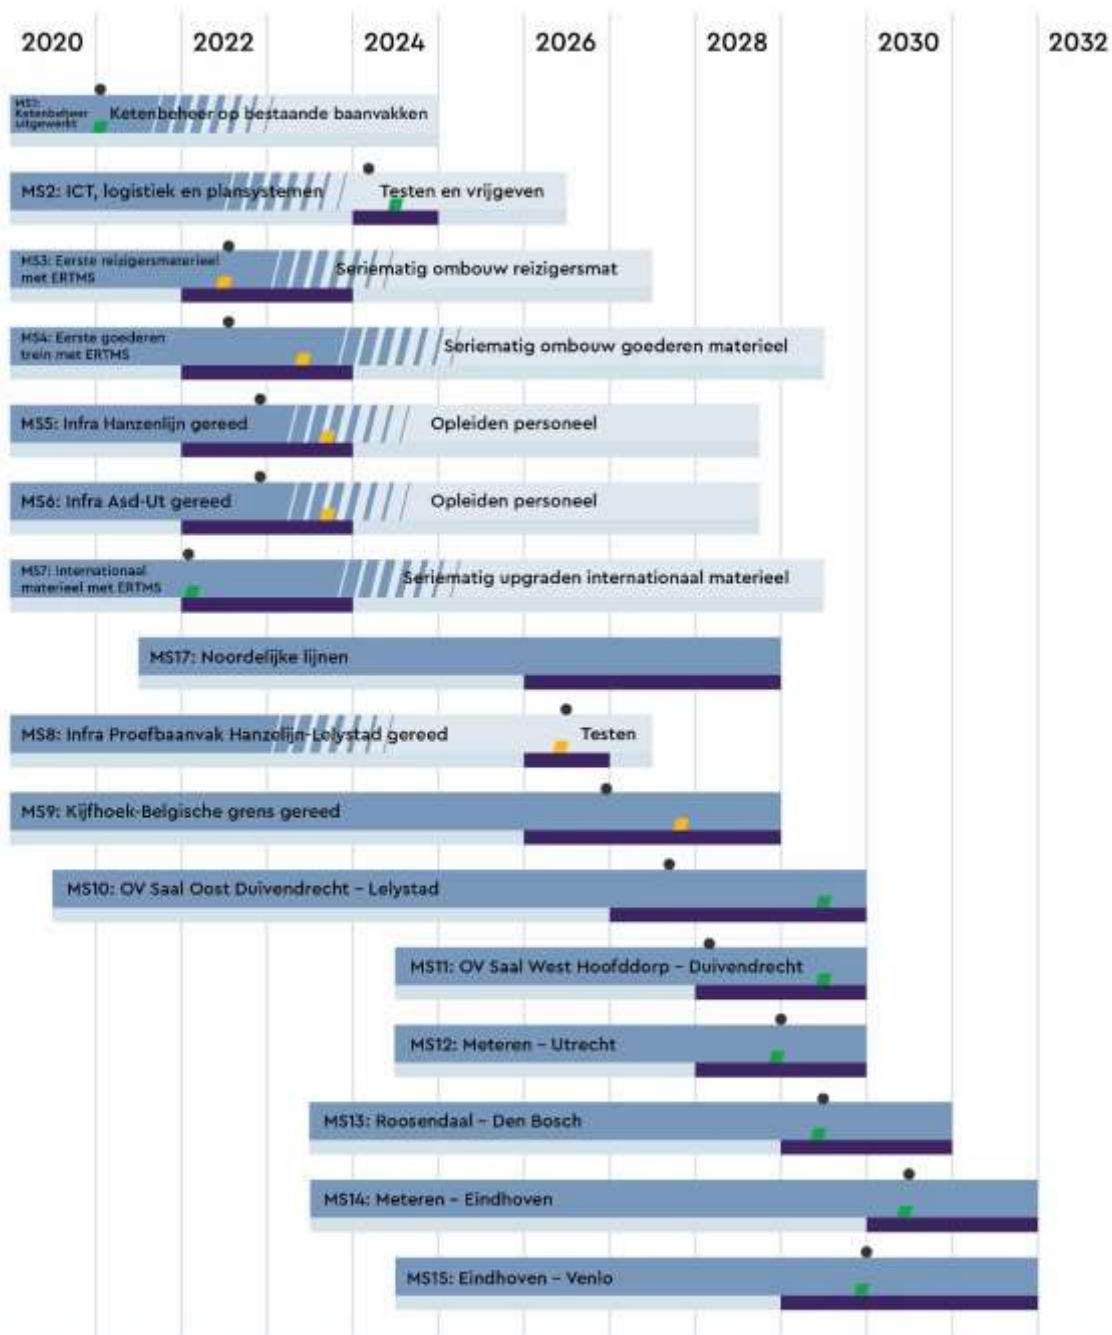 2020 2022 2024 2026 2028 2030 2032
MS1:
Ketenbeheer
uitgewerkt
Ketenbeheer op bestaande baanvakken
MS2: ICT, logistiek en plansystemen
Testen en vrijgeven
MS3: Eerste reizigersmaterieel
met ERTMS
Seriematig ombouw reizigersmat
MS4: Eerste goederen
trein met ERTMS
Seriematig ombouw goederen materieel
MS5: Infra Hanzenlijn gereed
Opleiden personeel
MS6: Infra Asd-Ut gereed
Opleiden personeel
MS7: Internationaal
materieel met ERTMS
Seriematig upgraden internationaal materieel
MS17: Noordelijke lijnen
MS8: Infra Proefbaanvak Hanzelijn-Lelystad gereed
Testen
MS9: Kijfhoek-Belgische grens gereed
MS10: OV Saal Oost Duivendrecht - Lelystad
MS11: OV Saal West Hoofddorp - Duivendrecht
MS12: Meteren - Utrecht
MS13: Roosendaal - Den Bosch
MS14: Meteren - Eindhoven
MS15: Eindhoven - Venlo